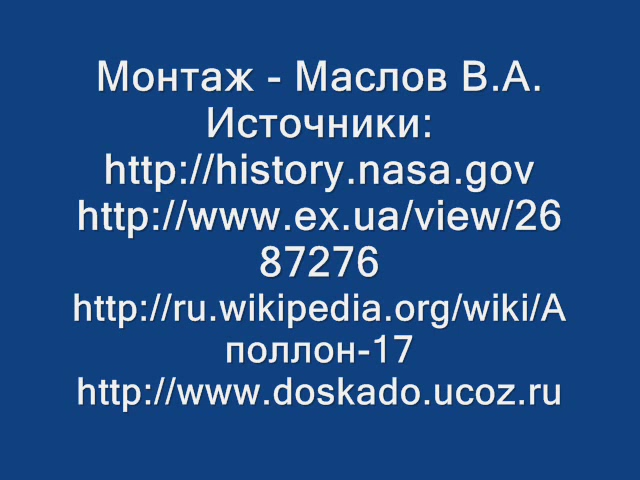 Монтаж - Маслов В.А.
Источники:
http://history.nasa.gov
http://www.ex.ua/view/26
87276
http://ru.wikipedia.org/wiki/А
поллон-17
http://www.doskado.ucoz.ru